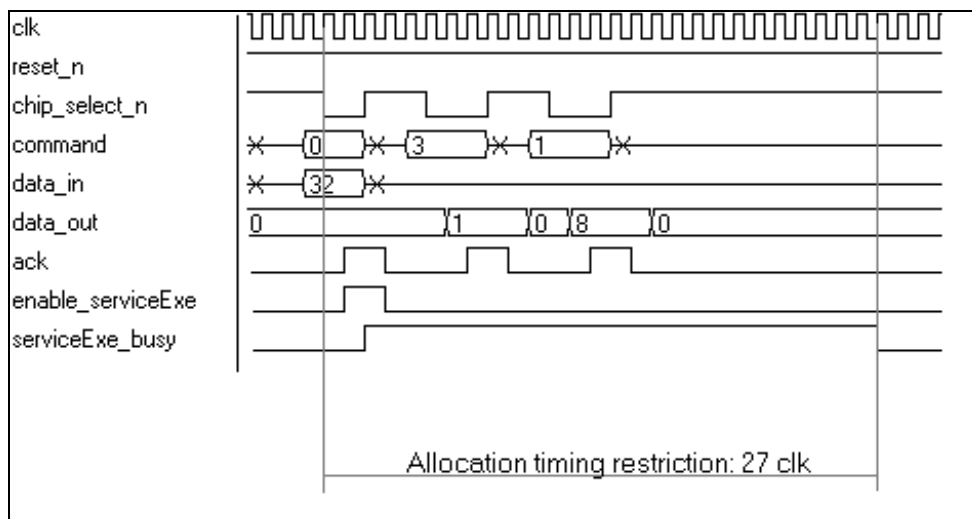 clk
reset_n
chip_select_n
command 0 3 1
data_in 32
data_out 0 1 0 8 0
ack
enable_serviceExe
serviceExe_busy
Allocation timing restriction: 27 clk